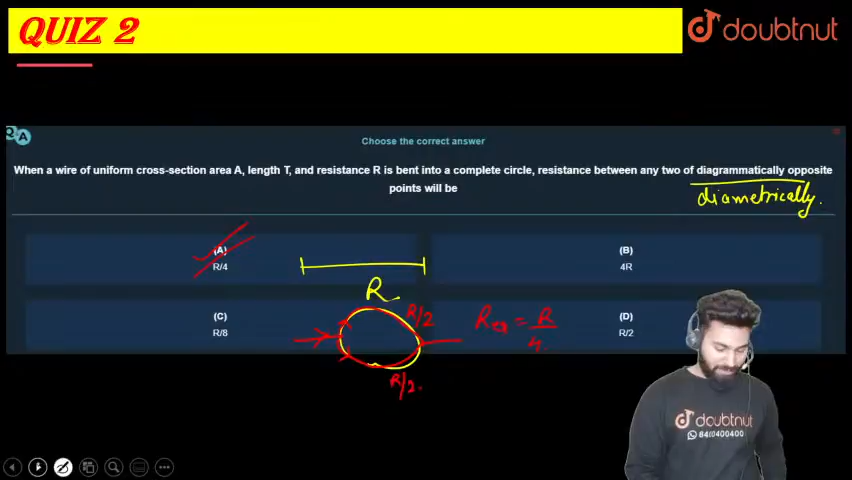 QUIZ 2
doubtnut
Q A
Choose the correct answer
When a wire of uniform cross-section area A, length T, and resistance R is bent into a complete circle, resistance between any two of diagrammatically opposite
points will be
diametrically.
(A)
R/4
(B)
4R
R
(C)
R/8
R/2
R/2.
Req = R/4.
(D)
R/2
doubtnut
8400400400